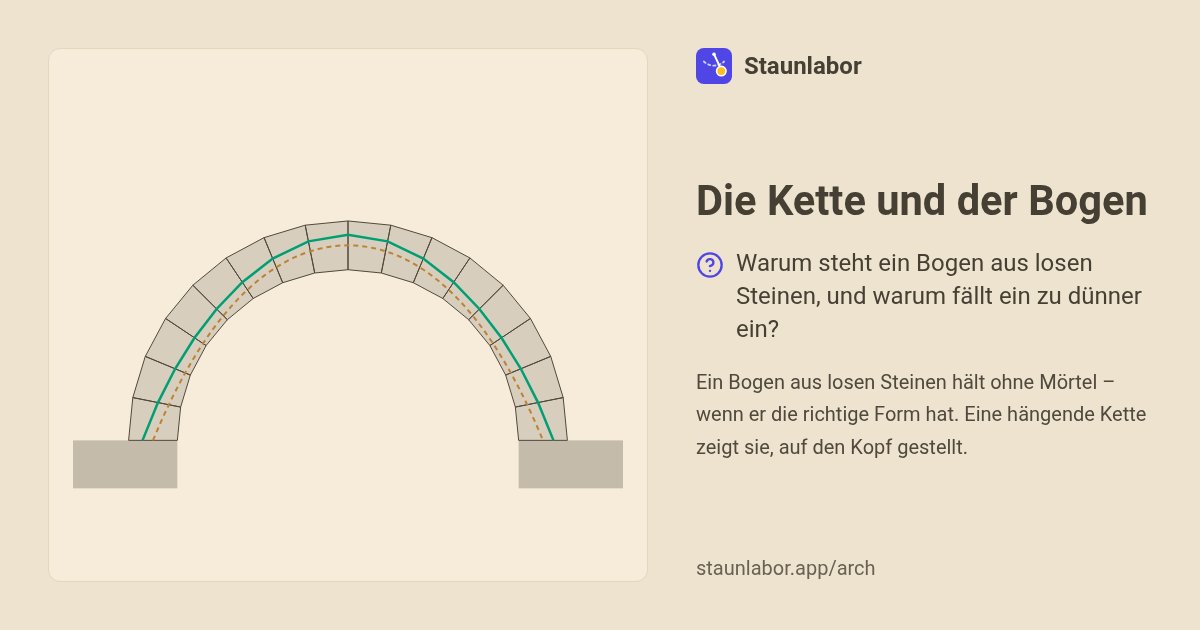 Staunlabor
Die Kette und der Bogen
Warum steht ein Bogen aus losen
Steinen, und warum fällt ein zu dünner
ein?
Ein Bogen aus losen Steinen hält ohne Mörtel –
wenn er die richtige Form hat. Eine hängende Kette
zeigt sie, auf den Kopf gestellt.
staunlabor.app/arch